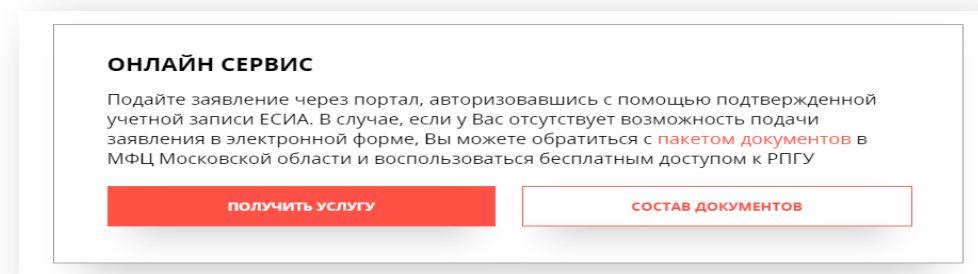 ОНЛАЙН СЕРВИС
Подайте заявление через портал, авторизовавшись с помощью подтвержденной
учетной записи ЕСИА. В случае, если у Вас отсутствует возможность подачи
заявления в электронной форме, Вы можете обратиться с пакетом документов в
МФЦ Московской области и воспользоваться бесплатным доступом к РПГУ
ПОЛУЧИТЬ УСЛУГУ
СОСТАВ ДОКУМЕНТОВ